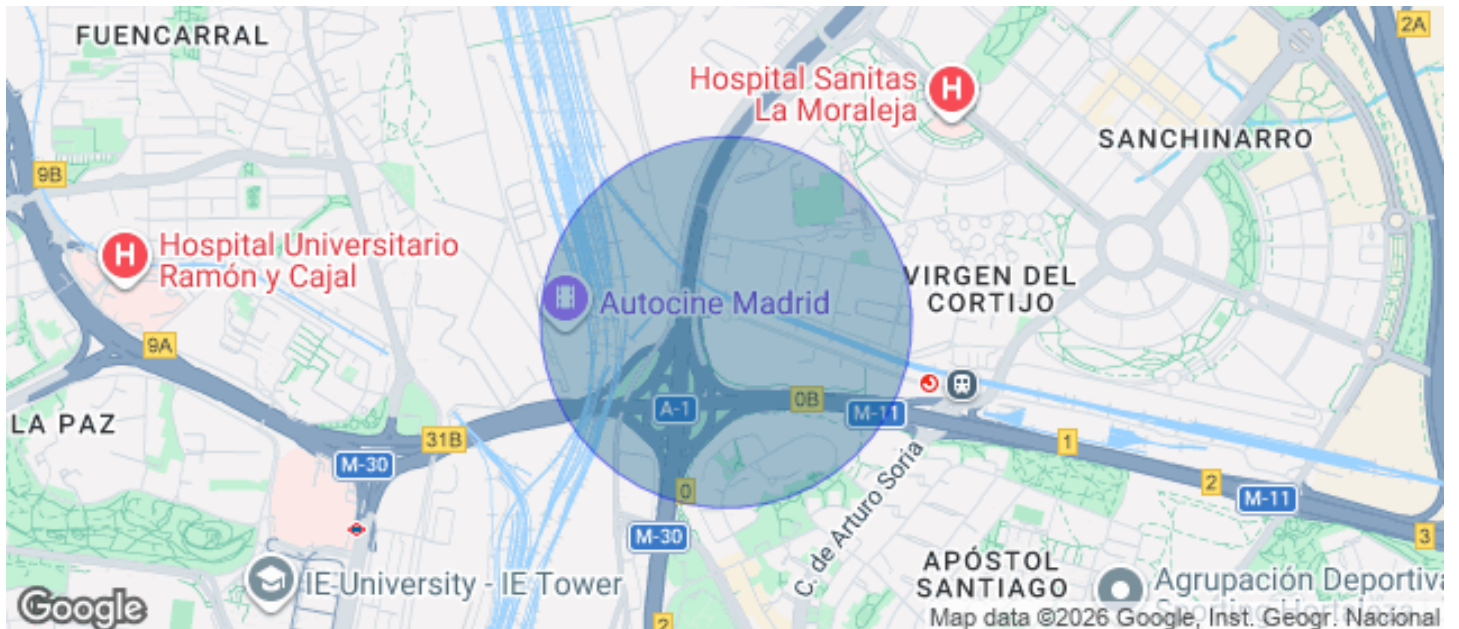 FUENCARRAL
2A
Hospital Sanitas
La Moraleja
H
SANCHINARRO
9B
H
Hospital Universitario
Ramón y Cajal
VIRGEN DEL
CORTIJO
Autocine Madrid
9A
0B
A-1
M-11
LA PAZ
31B
1
M-30
C. de Arturo Soria
2
0
M-11
M-30
3
APÓSTOL
SANTIAGO
IE University - IE Tower
Agrupación Deportiva
Sporting Hortaleza
Google
2
Map data ©2026 Google, Inst. Geogr. Nacional